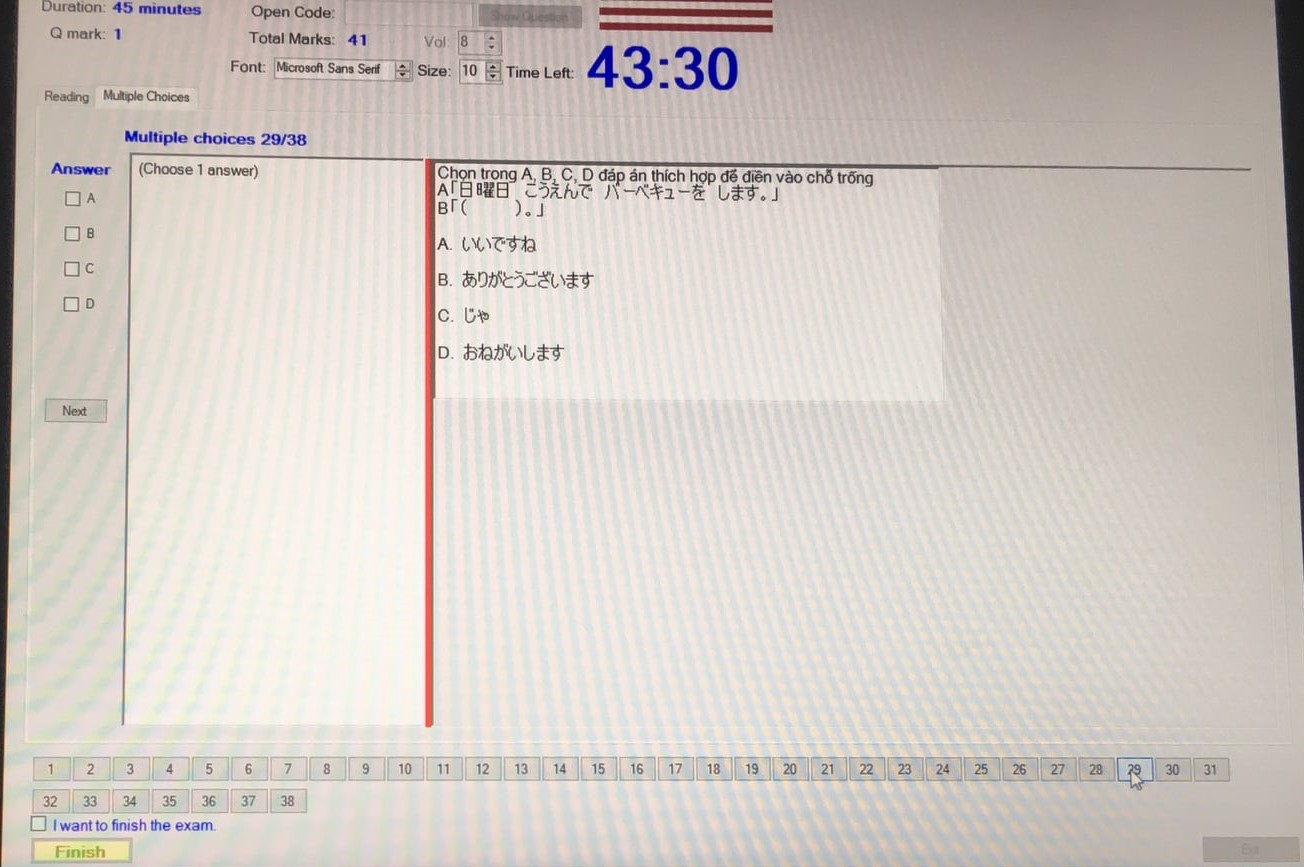 Duration: 45 minutes
Open Code:
Show Question
Q mark: 1
Total Marks: 41
Vol: 8
Font: Microsoft Sans Serif Size: 10 Time Left: 43:30
Reading Multiple Choices
Multiple choices 29/38
Answer
A
B
C
D
Next
(Choose 1 answer)
Chọn trong A, B, C, D đáp án thích hợp để điền vào chỗ trống
A「日曜日 こうえんで バーベキューを します。」
B「( )。」
A. いいですね
B. ありがとうございます
C. じゃ
D. おねがいします
1 2 3 4 5 6 7 8 9 10 11 12 13 14 15 16 17 18 19 20 21 22 23 24 25 26 27 28 29 30 31
32 33 34 35 36 37 38
I want to finish the exam.
Finish
Exit